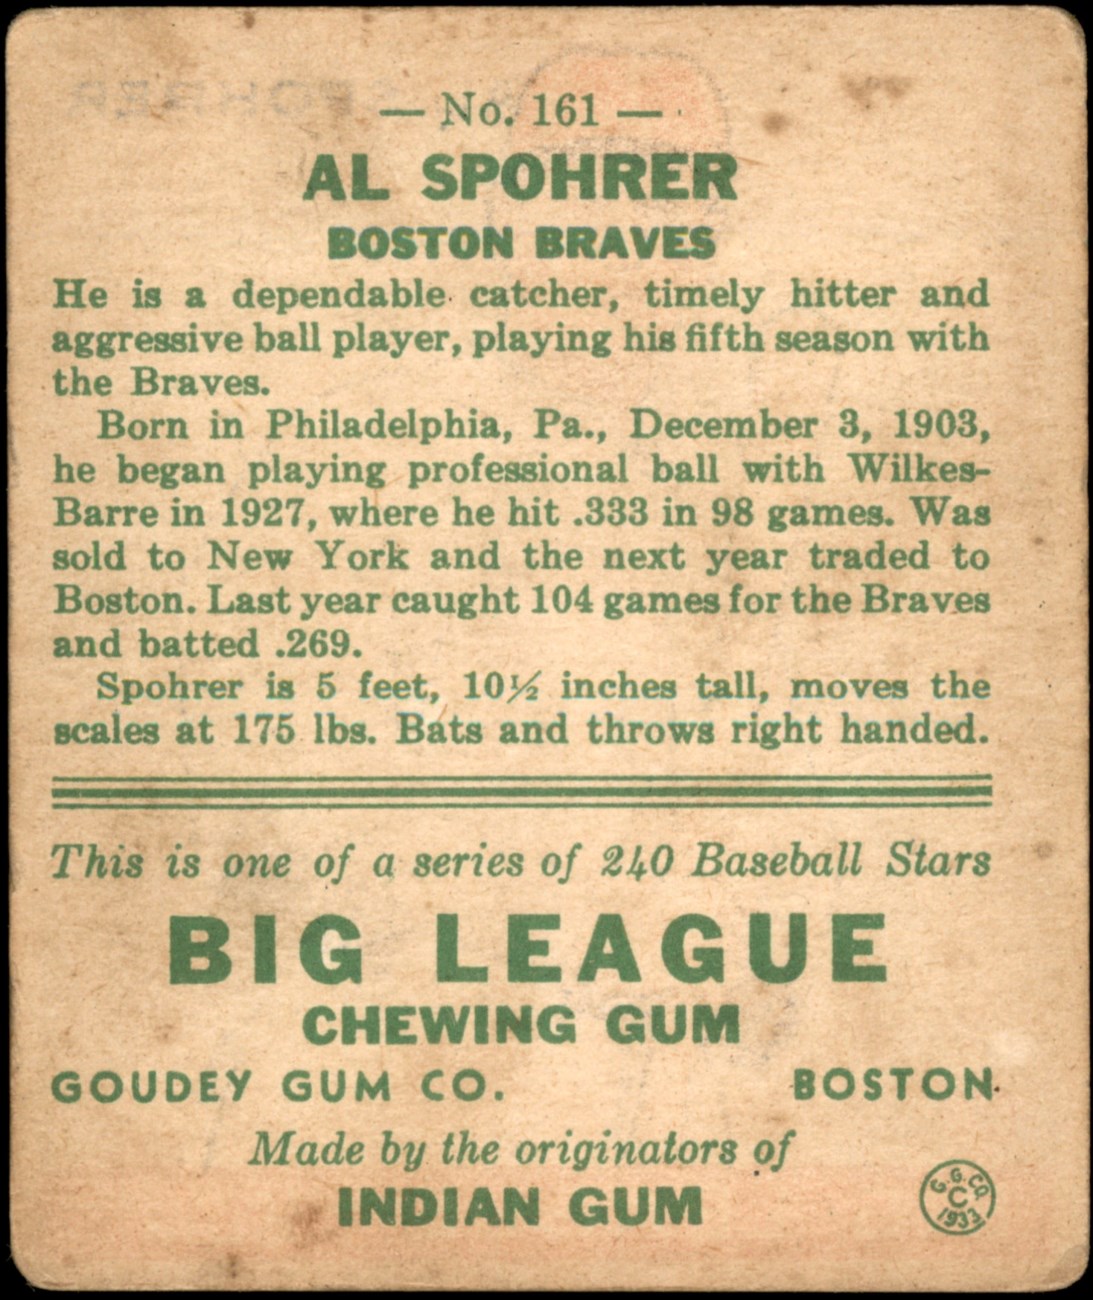 — No. 161 —
AL SPOHRER
BOSTON BRAVES
He is a dependable catcher, timely hitter and
aggressive ball player, playing his fifth season with
the Braves.
Born in Philadelphia, Pa., December 3, 1903,
he began playing professional ball with Wilkes-
Barre in 1927, where he hit .333 in 98 games. Was
sold to New York and the next year traded to
Boston. Last year caught 104 games for the Braves
and batted .269.
Spohrer is 5 feet, 10½ inches tall, moves the
scales at 175 lbs. Bats and throws right handed.
This is one of a series of 240 Baseball Stars
BIG LEAGUE
CHEWING GUM
GOUDEY GUM CO. BOSTON
Made by the originators of
INDIAN GUM
G. G. CO.
C
1933